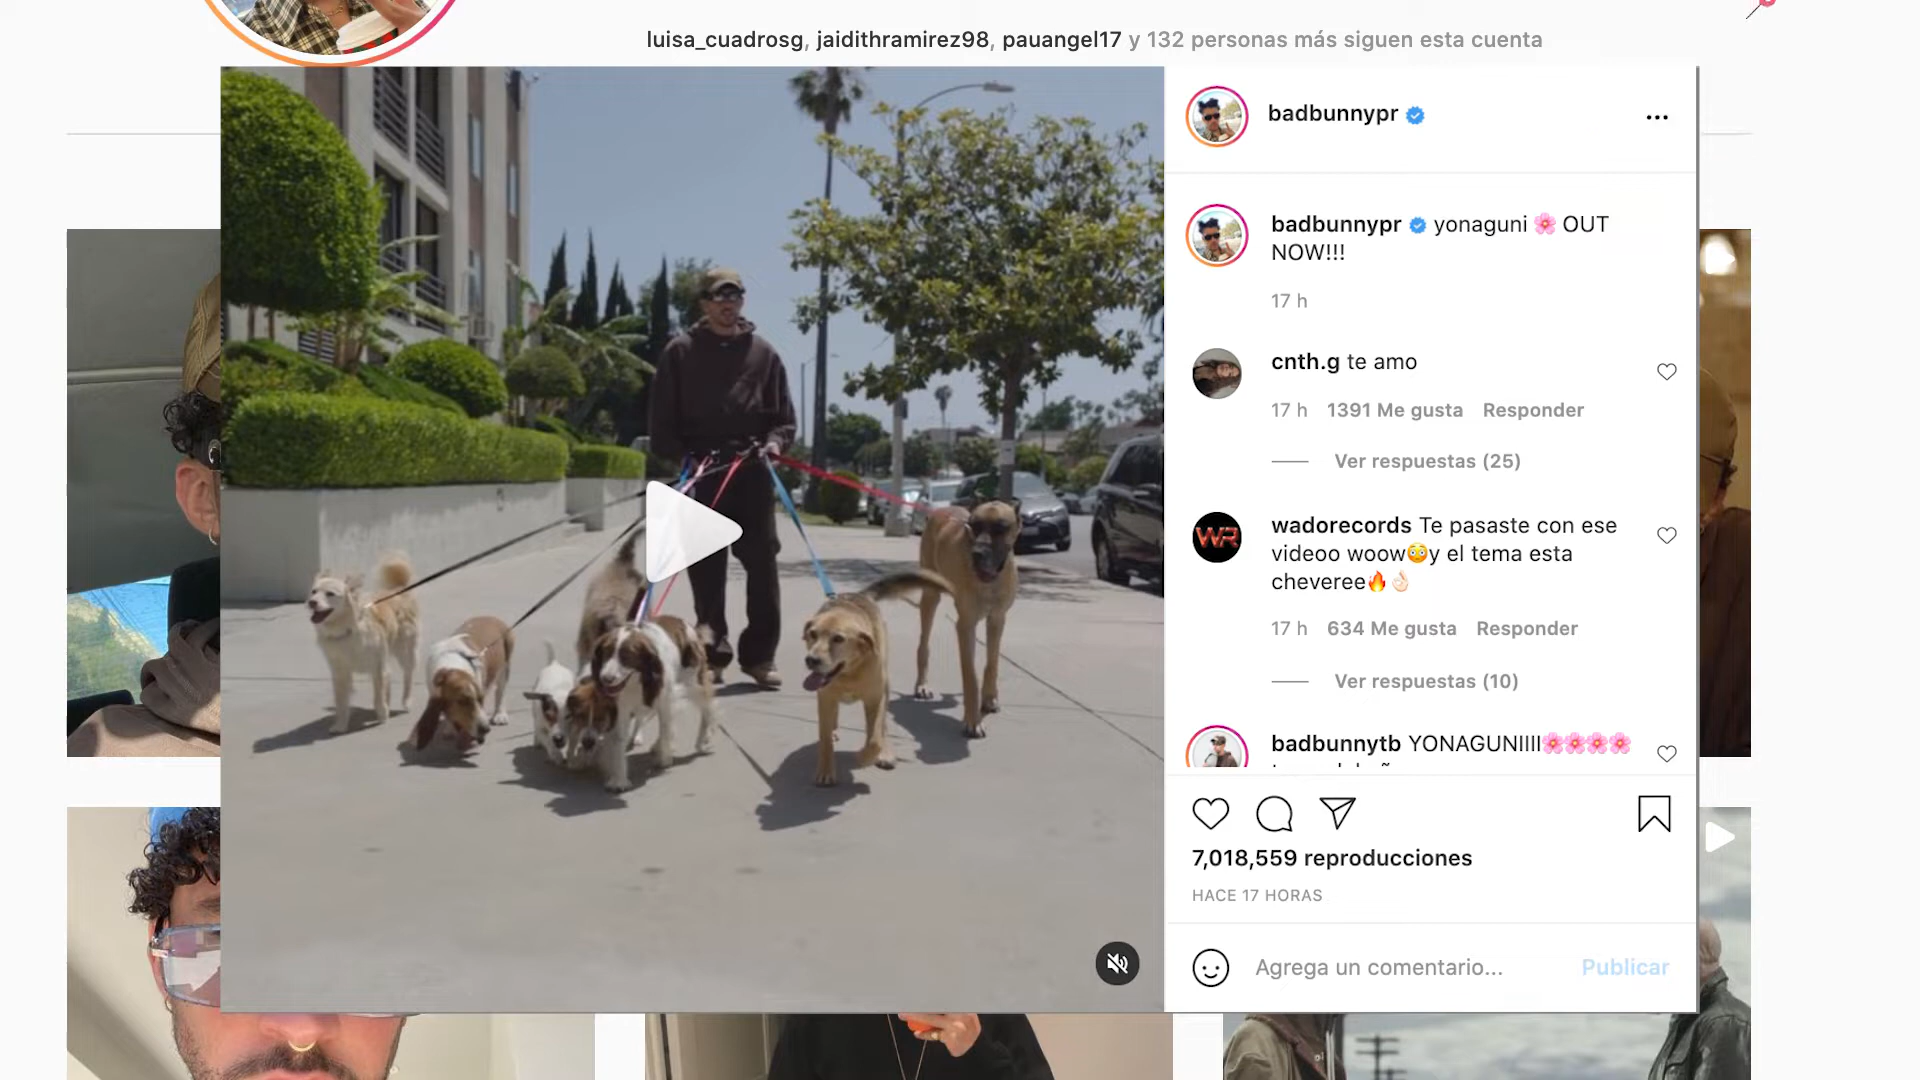 luisa_cuadrosg, jaidithramirez98, pauangel17 y 132 personas más siguen esta cuenta
badbunnypr
badbunnypr yonaguni 🌸 OUT
NOW!!!
17 h
cnth.g te amo
17 h 1391 Me gusta Responder
Ver respuestas (25)
WR
wadorecords Te pasaste con ese
videoo woow😳y el tema esta
cheveree🔥👌🏻
17 h 634 Me gusta Responder
Ver respuestas (10)
badbunnytb YONAGUNIIII🌸🌸🌸🌸
7,018,559 reproducciones
HACE 17 HORAS
Agrega un comentario... Publicar